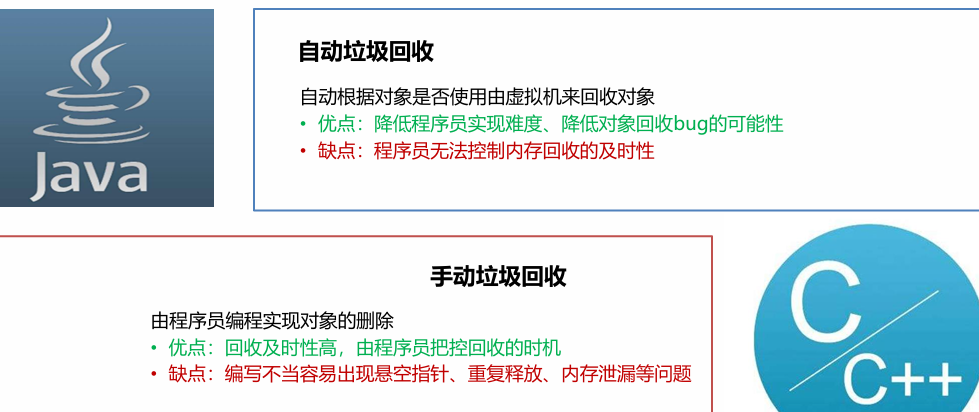 Java
自动垃圾回收
自动根据对象是否使用由虚拟机来回收对象
• 优点：降低程序员实现难度、降低对象回收bug的可能性
• 缺点：程序员无法控制内存回收的及时性
手动垃圾回收
由程序员编程实现对象的删除
• 优点：回收及时性高，由程序员把控回收的时机
• 缺点：编写不当容易出现悬空指针、重复释放、内存泄漏等问题
C
C++